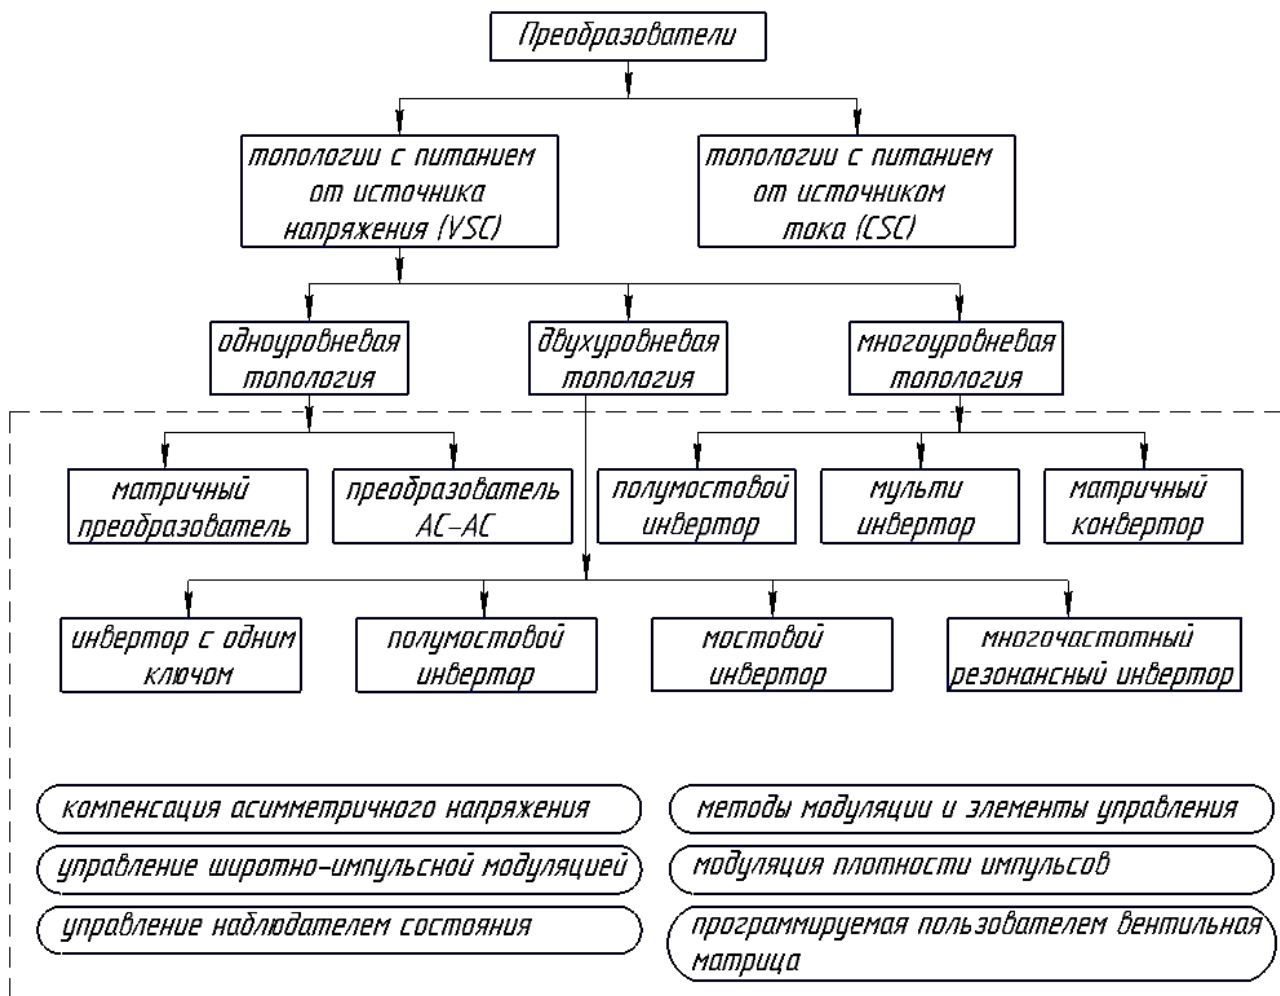 Преобразователи
топологии с питанием
от источника
напряжения (VSC)
топологии с питанием
от источником
тока (CSC)
одноуровневая
топология
двухуровневая
топология
многоуровневая
топология
матричный
преобразователь
преобразователь
AC-AC
полумостовой
инвертор
мульти
инвертор
матричный
конвертор
инвертор с одним
ключом
полумостовой
инвертор
мостовой
инвертор
многочастотный
резонансный инвертор
компенсация асимметричного напряжения
методы модуляции и элементы управления
управление широтно-импульсной модуляцией
модуляция плотности импульсов
управление наблюдателем состояния
программируемая пользователем вентильная
матрица